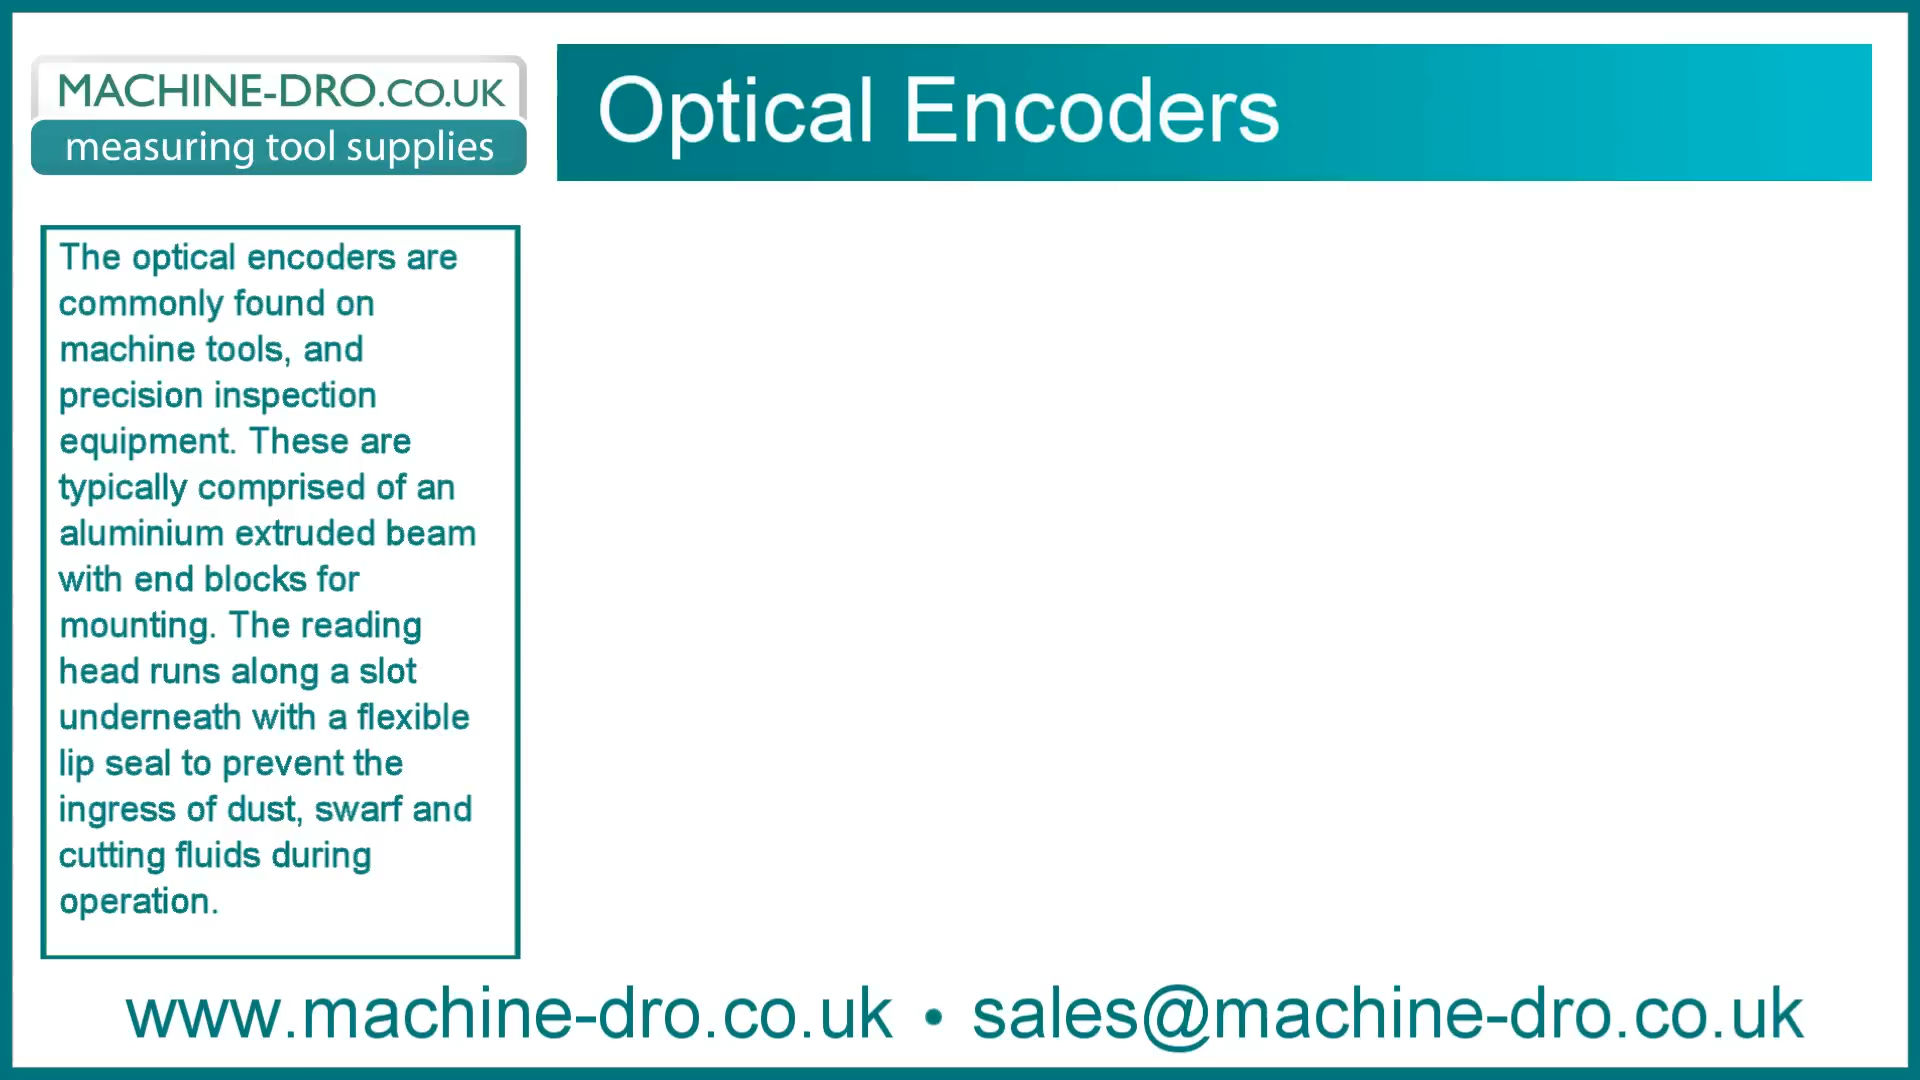 MACHINE-DRO.CO.UK
measuring tool supplies
Optical Encoders
The optical encoders are
commonly found on
machine tools, and
precision inspection
equipment. These are
typically comprised of an
aluminium extruded beam
with end blocks for
mounting. The reading
head runs along a slot
underneath with a flexible
lip seal to prevent the
ingress of dust, swarf and
cutting fluids during
operation.
www.machine-dro.co.uk • sales@machine-dro.co.uk